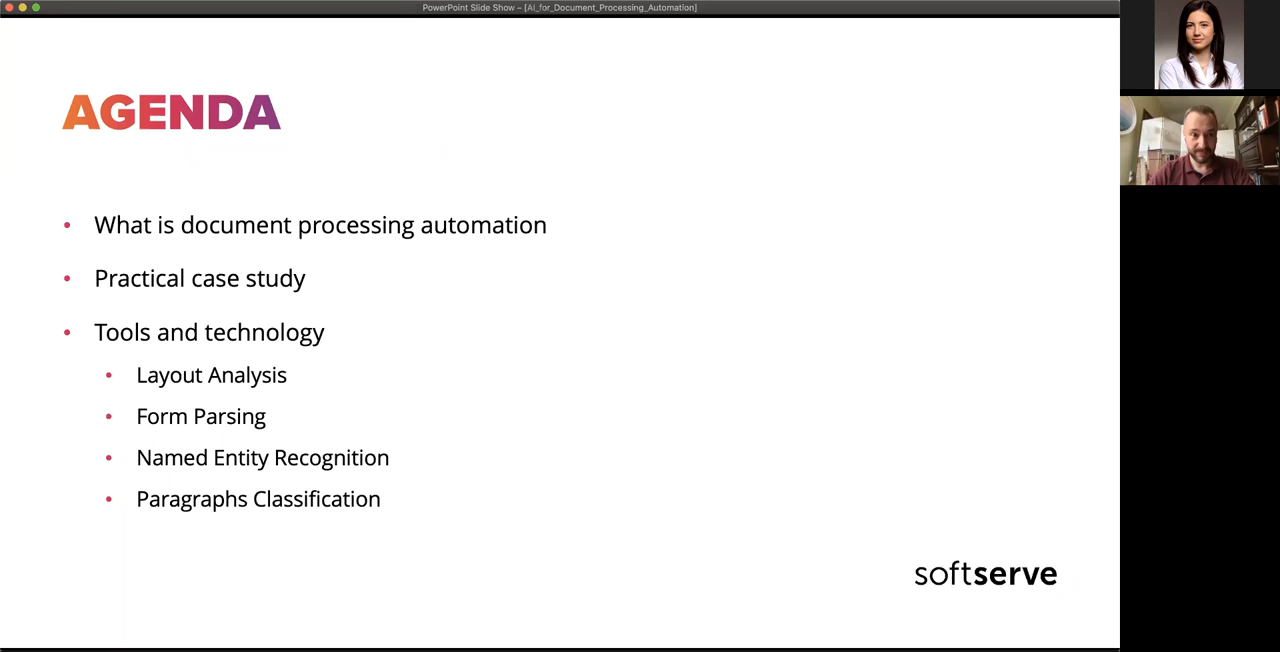 PowerPoint Slide Show – [AI_for_Document_Processing_Automation]
AGENDA
• What is document processing automation
• Practical case study
• Tools and technology
• Layout Analysis
• Form Parsing
• Named Entity Recognition
• Paragraphs Classification
softserve